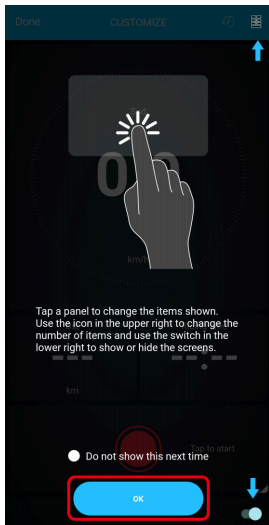 Done CUSTOMIZE
km/h
Tap a panel to change the items shown.
Use the icon in the upper right to change the
number of items and use the switch in the
lower right to show or hide the screens.
km
Tap to start
Do not show this next time
OK